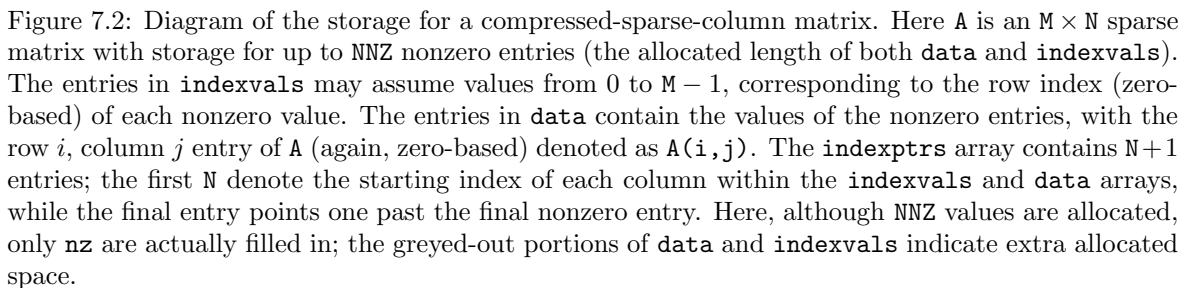 Figure 7.2: Diagram of the storage for a compressed-sparse-column matrix. Here A is an M × N sparse
matrix with storage for up to NNZ nonzero entries (the allocated length of both data and indexvals).
The entries in indexvals may assume values from 0 to M − 1, corresponding to the row index (zero-
based) of each nonzero value. The entries in data contain the values of the nonzero entries, with the
row i, column j entry of A (again, zero-based) denoted as A(i,j). The indexptrs array contains N+1
entries; the first N denote the starting index of each column within the indexvals and data arrays,
while the final entry points one past the final nonzero entry. Here, although NNZ values are allocated,
only nz are actually filled in; the greyed-out portions of data and indexvals indicate extra allocated
space.